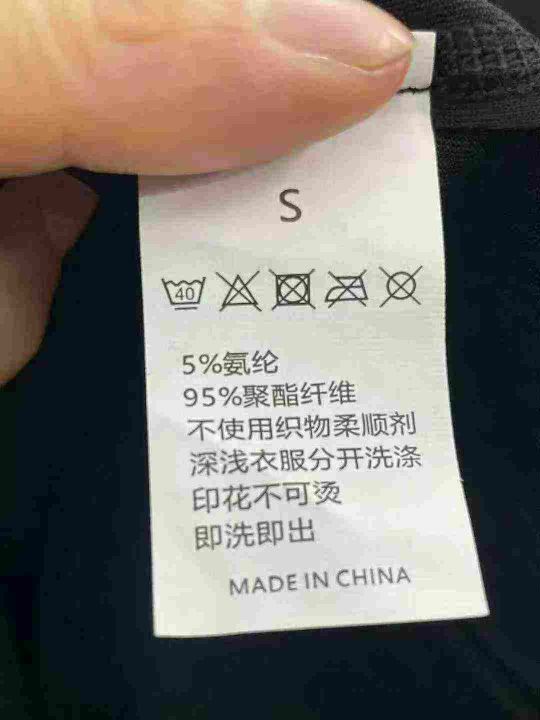 S
40
5%氨纶
95%聚酯纤维
不使用织物柔顺剂
深浅衣服分开洗涤
印花不可烫
即洗即出
MADE IN CHINA